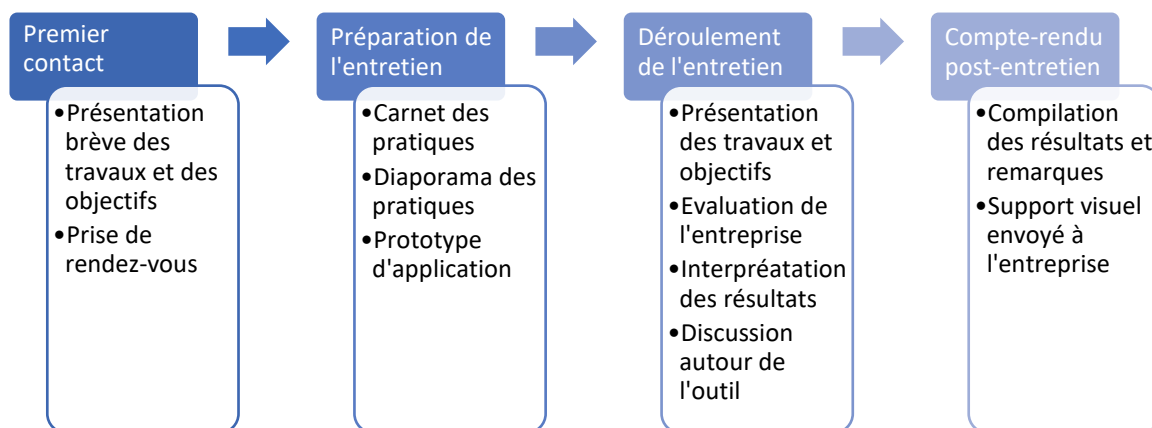 Premier
contact
•Présentation
brève des
travaux et des
objectifs
•Prise de
rendez-vous
Préparation de
l'entretien
•Carnet des
pratiques
•Diaporama des
pratiques
•Prototype
d'application
Déroulement
de l'entretien
•Présentation
des travaux et
objectifs
•Evaluation de
l'entreprise
•Interpréatation
des résultats
•Discussion
autour de
l'outil
Compte-rendu
post-entretien
•Compilation
des résultats et
remarques
•Support visuel
envoyé à
l'entreprise